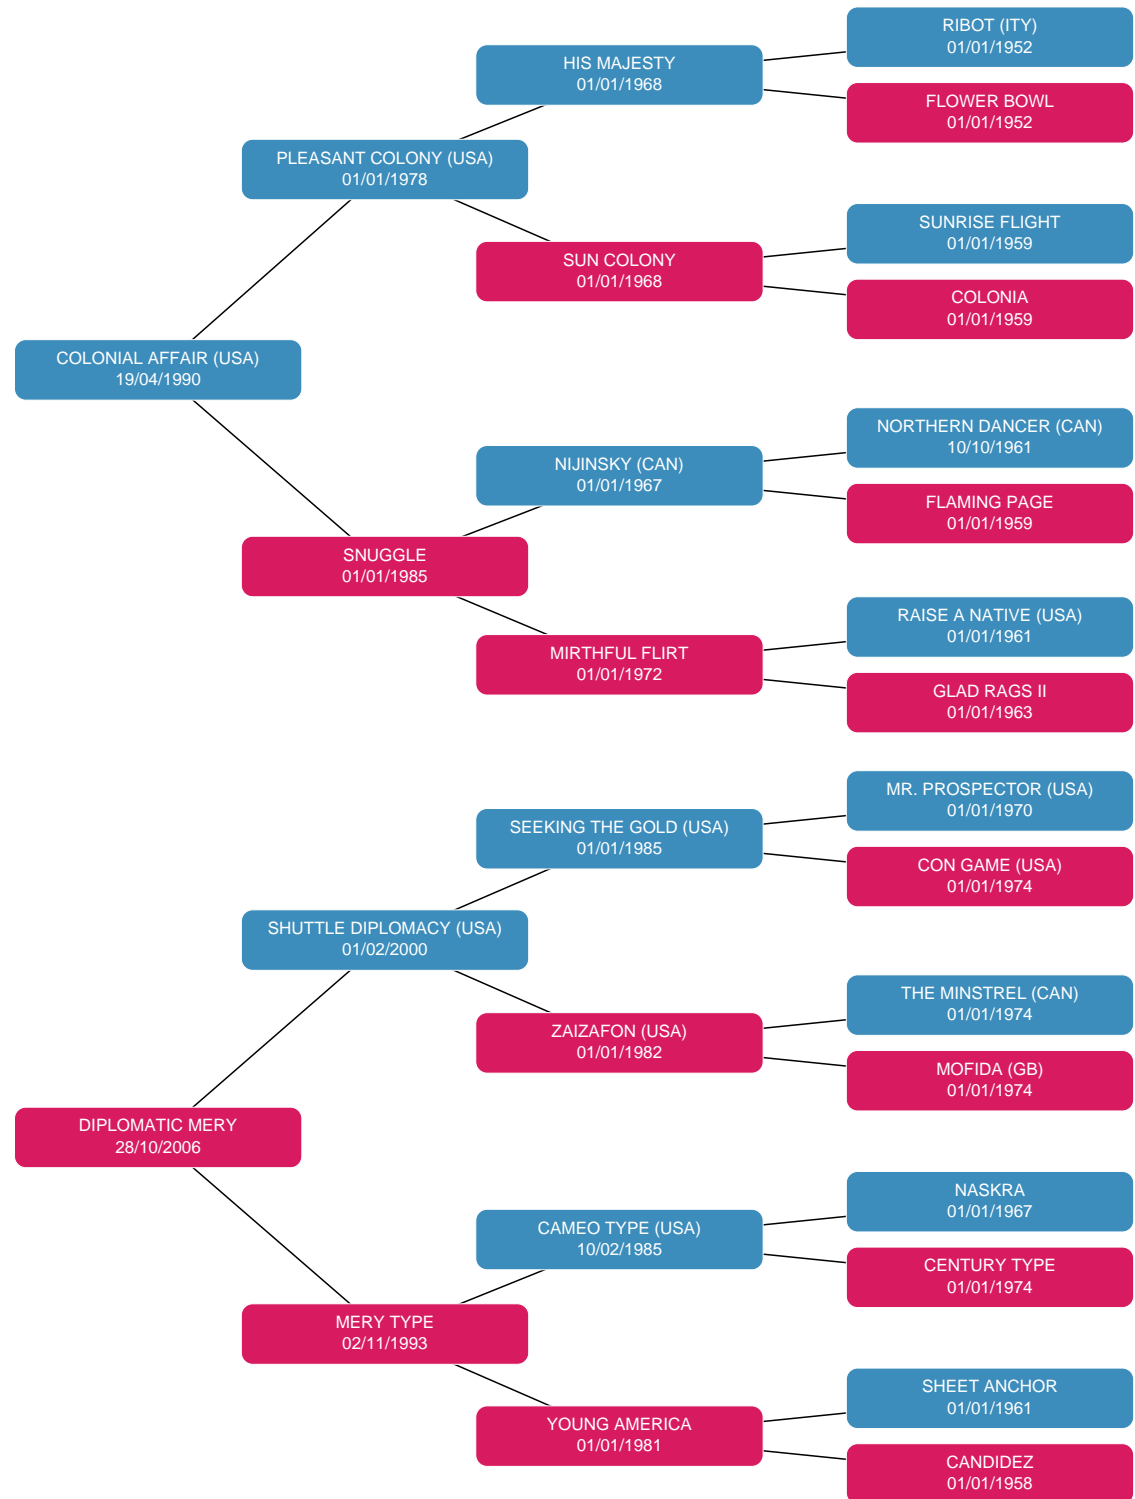 RIBOT (ITY)
01/01/1952
HIS MAJESTY
01/01/1968
FLOWER BOWL
01/01/1952
PLEASANT COLONY (USA)
01/01/1978
SUNRISE FLIGHT
01/01/1959
SUN COLONY
01/01/1968
COLONIA
01/01/1959
COLONIAL AFFAIR (USA)
19/04/1990
NORTHERN DANCER (CAN)
10/10/1961
NIJINSKY (CAN)
01/01/1967
FLAMING PAGE
01/01/1959
SNUGGLE
01/01/1985
RAISE A NATIVE (USA)
01/01/1961
MIRTHFUL FLIRT
01/01/1972
GLAD RAGS II
01/01/1963
MR. PROSPECTOR (USA)
01/01/1970
SEEKING THE GOLD (USA)
01/01/1985
CON GAME (USA)
01/01/1974
SHUTTLE DIPLOMACY (USA)
01/02/2000
THE MINSTREL (CAN)
01/01/1974
ZAIZAFON (USA)
01/01/1982
MOFIDA (GB)
01/01/1974
DIPLOMATIC MERY
28/10/2006
NASKRA
01/01/1967
CAMEO TYPE (USA)
10/02/1985
CENTURY TYPE
01/01/1974
MERY TYPE
02/11/1993
SHEET ANCHOR
01/01/1961
YOUNG AMERICA
01/01/1981
CANDIDEZ
01/01/1958